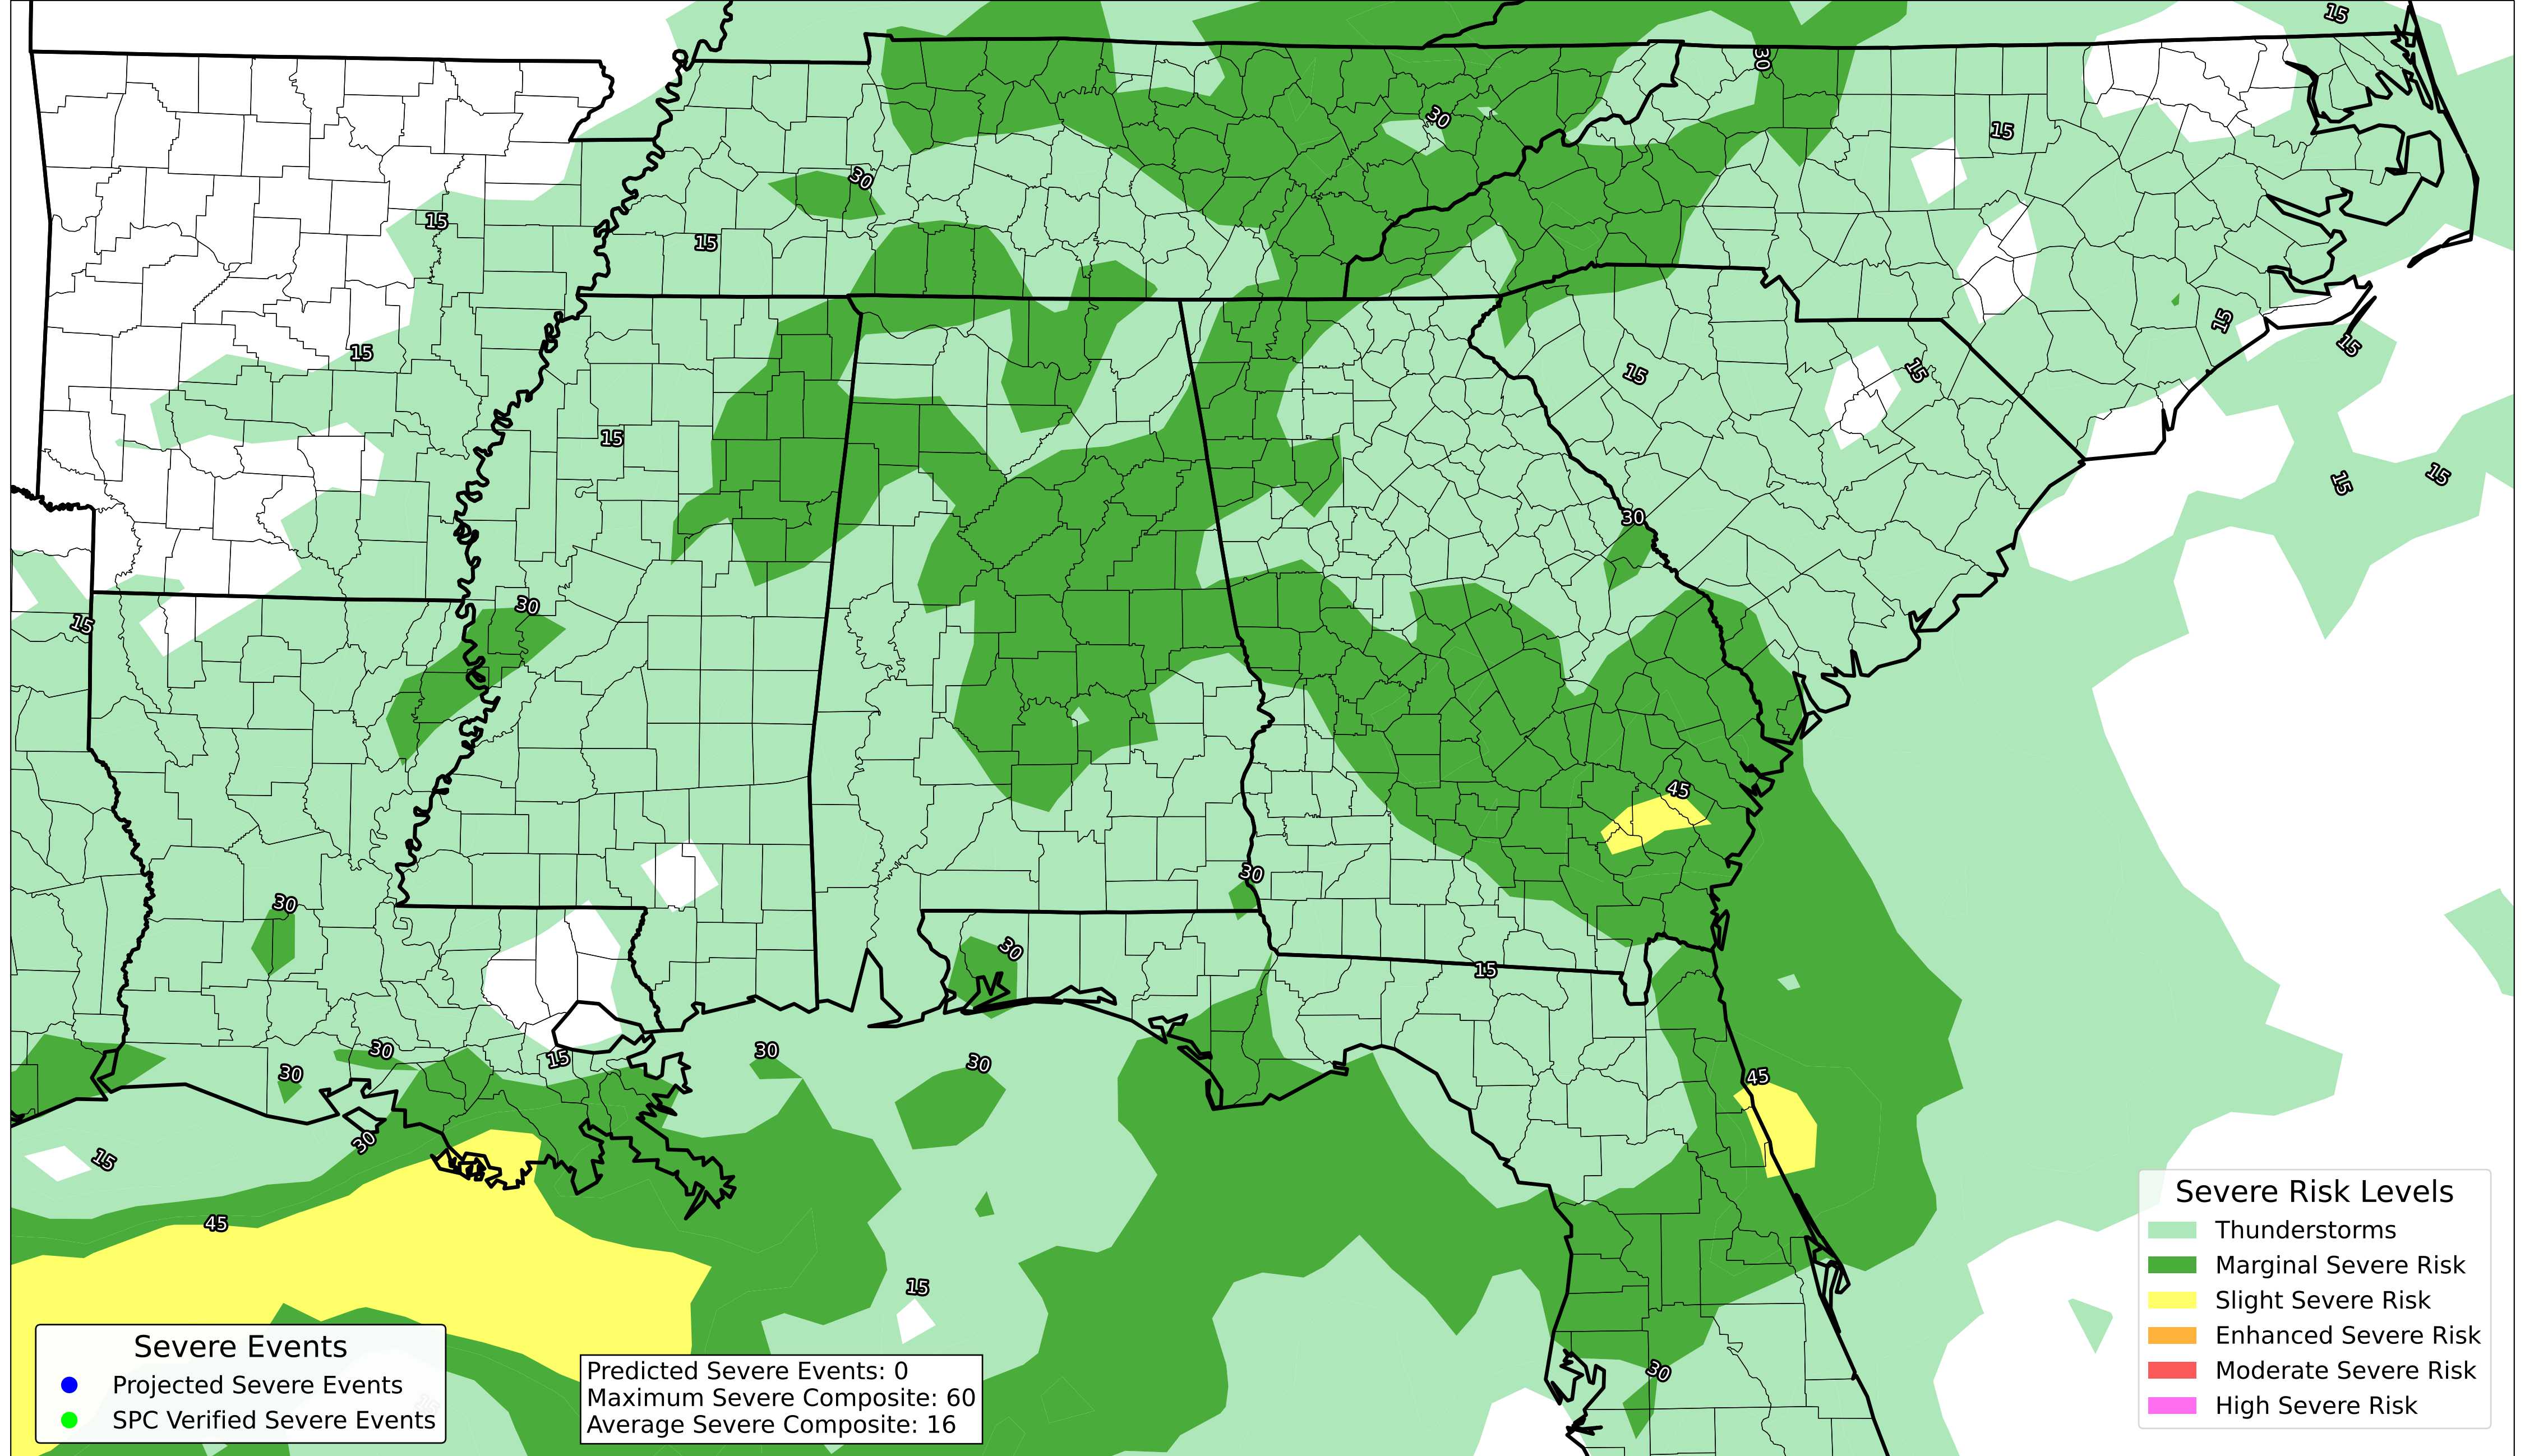 15
30
15
30
15
30
15
15
15
15
15
15
15
15
15
15
30
30
15
45
30
30
30
15
30
15
30
30
30
45
30
15
45
15
30
Severe Risk Levels
Thunderstorms
Marginal Severe Risk
Slight Severe Risk
Enhanced Severe Risk
Moderate Severe Risk
High Severe Risk
Severe Events
Projected Severe Events
SPC Verified Severe Events
Predicted Severe Events: 0
Maximum Severe Composite: 60
Average Severe Composite: 16